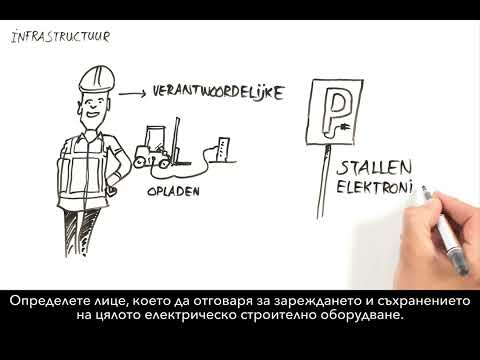 INFRASTRUCTUUR
VERANTWOORDELIJKE
OPLADEN
P
STALLEN
ELEKTRONI
Определете лице, което да отговаря за зареждането и съхранението
на цялото електрическо строително оборудване.